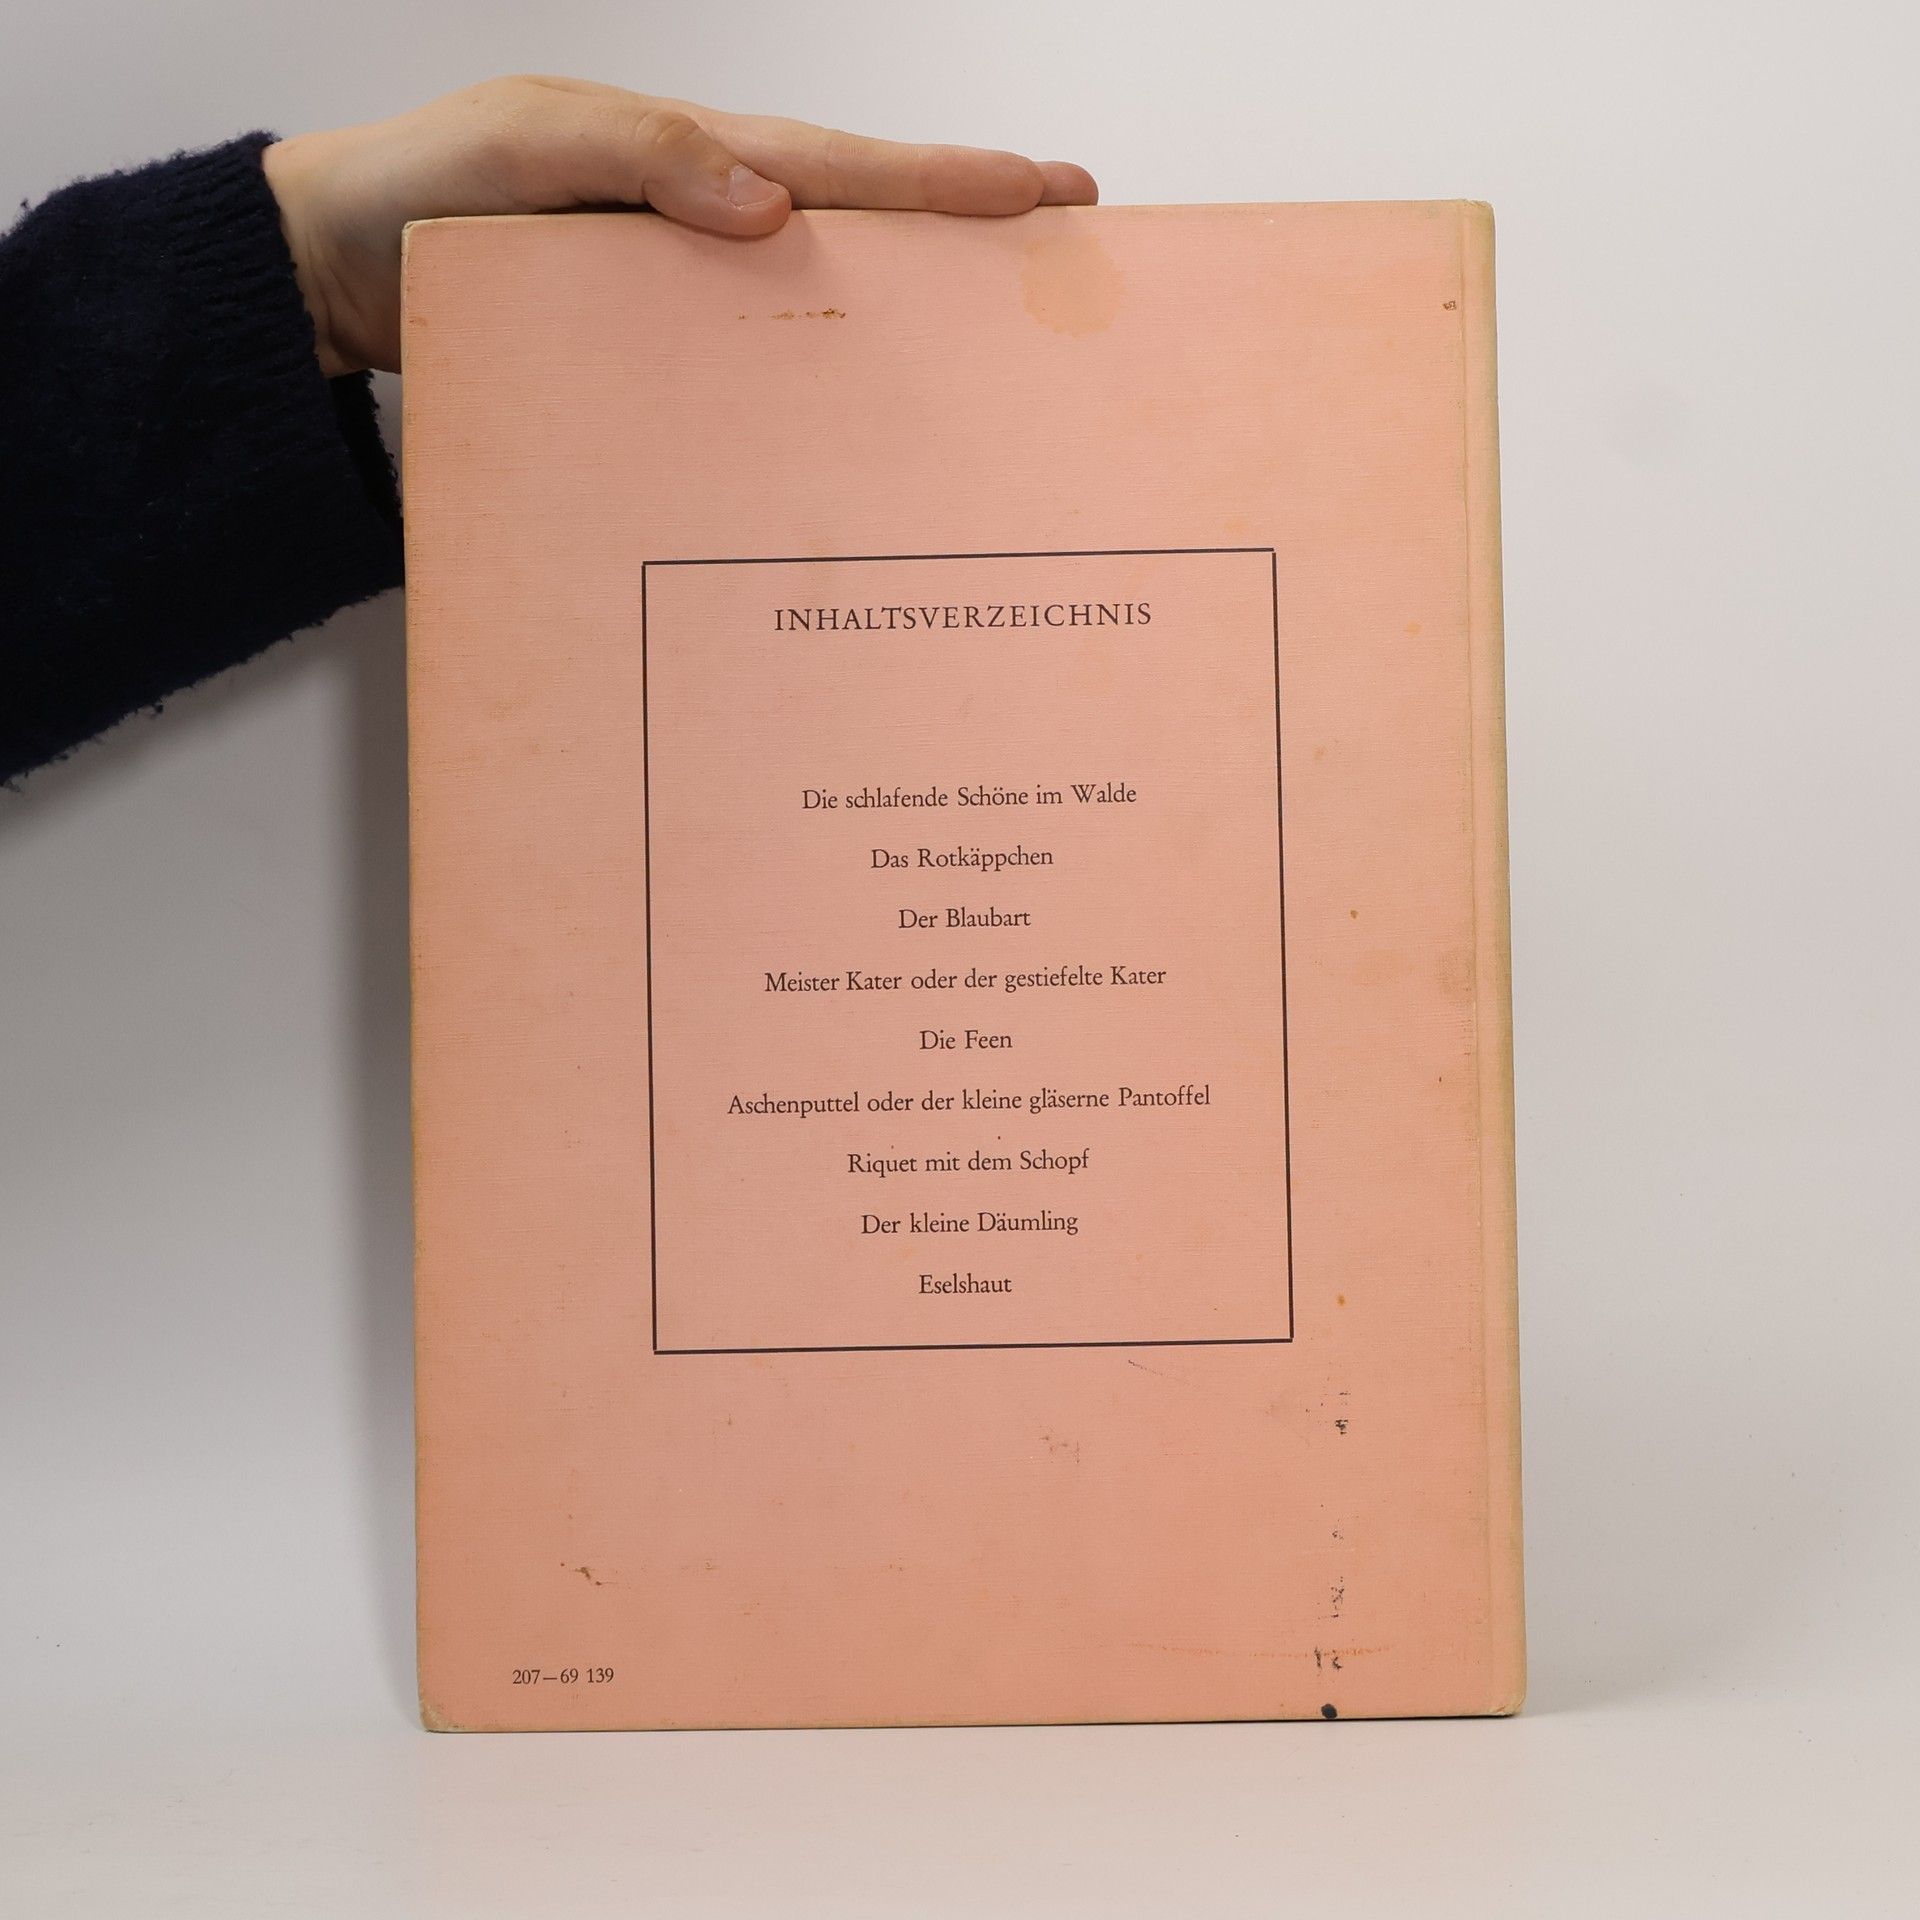 INHALTSVERZEICHNIS
Die schlafende Schöne im Walde
Das Rotkäppchen
Der Blaubart
Meister Kater oder der gestiefelte Kater
Die Feen
Aschenputtel oder der kleine gläserne Pantoffel
Riquet mit dem Schopf
Der kleine Däumling
Eselshaut
207—69 139